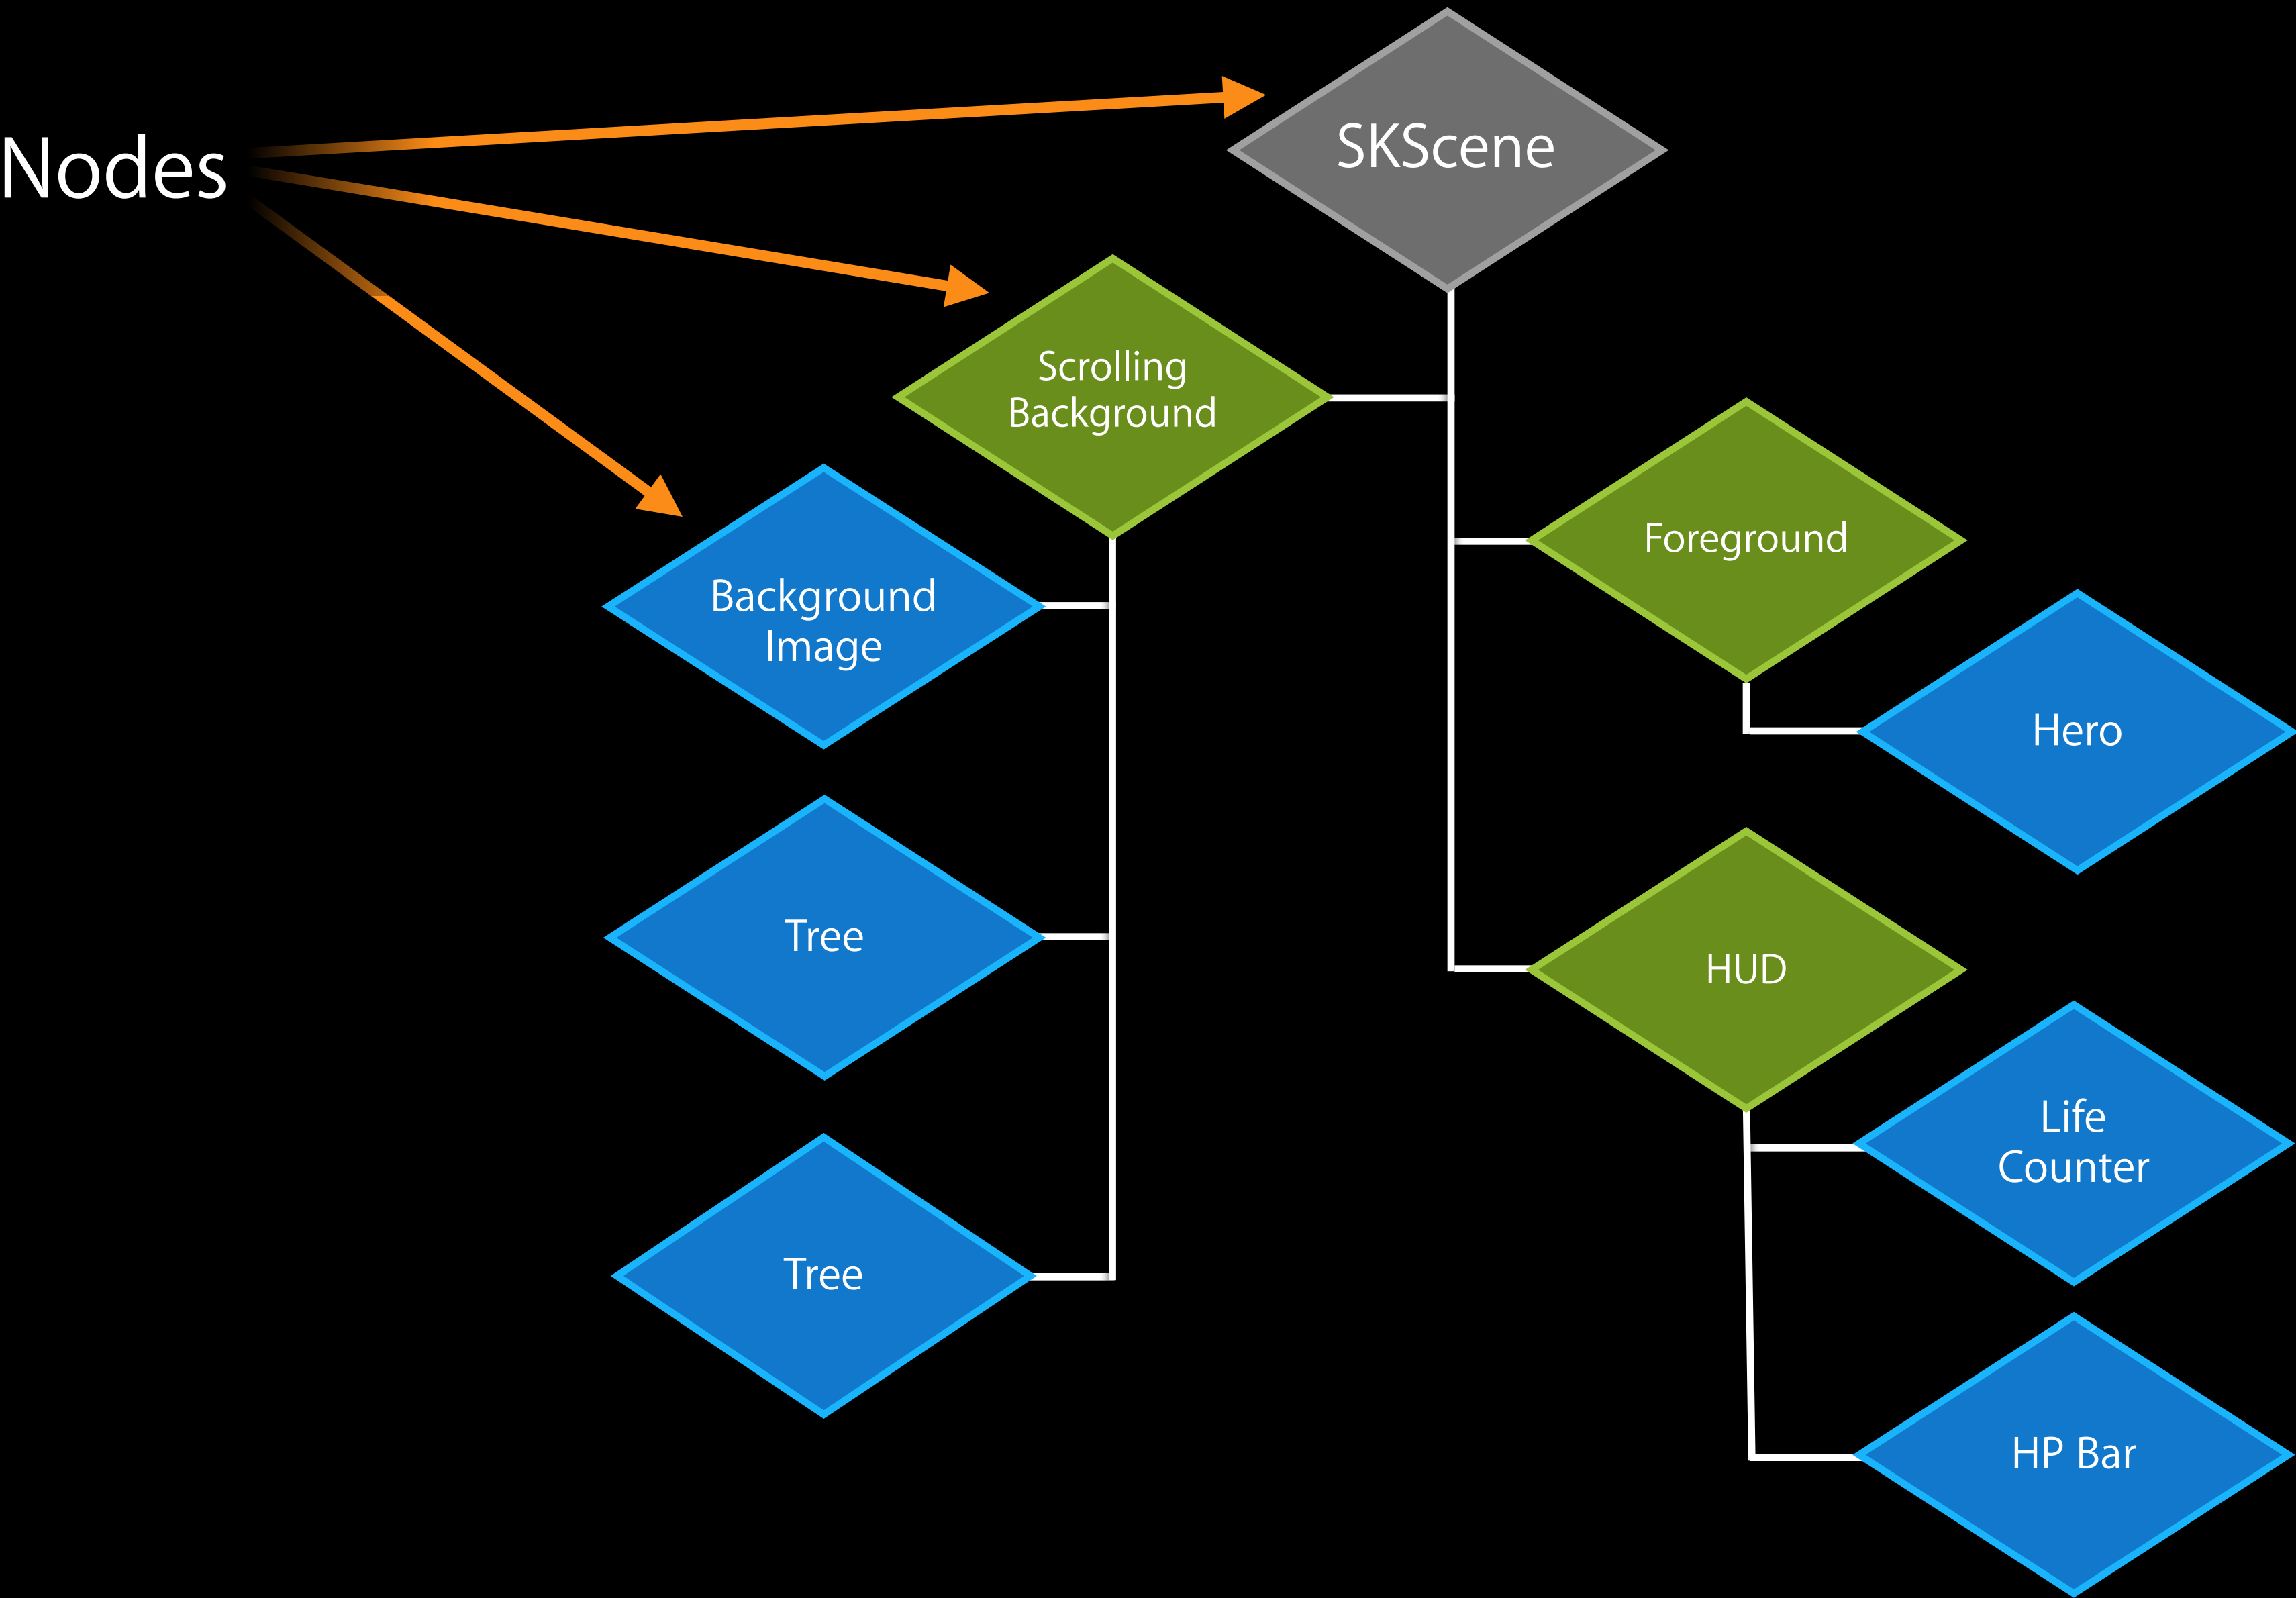 Nodes
SKScene
Scrolling
Background
Foreground
Background
Image
Hero
Tree
HUD
Life
Counter
Tree
HP Bar